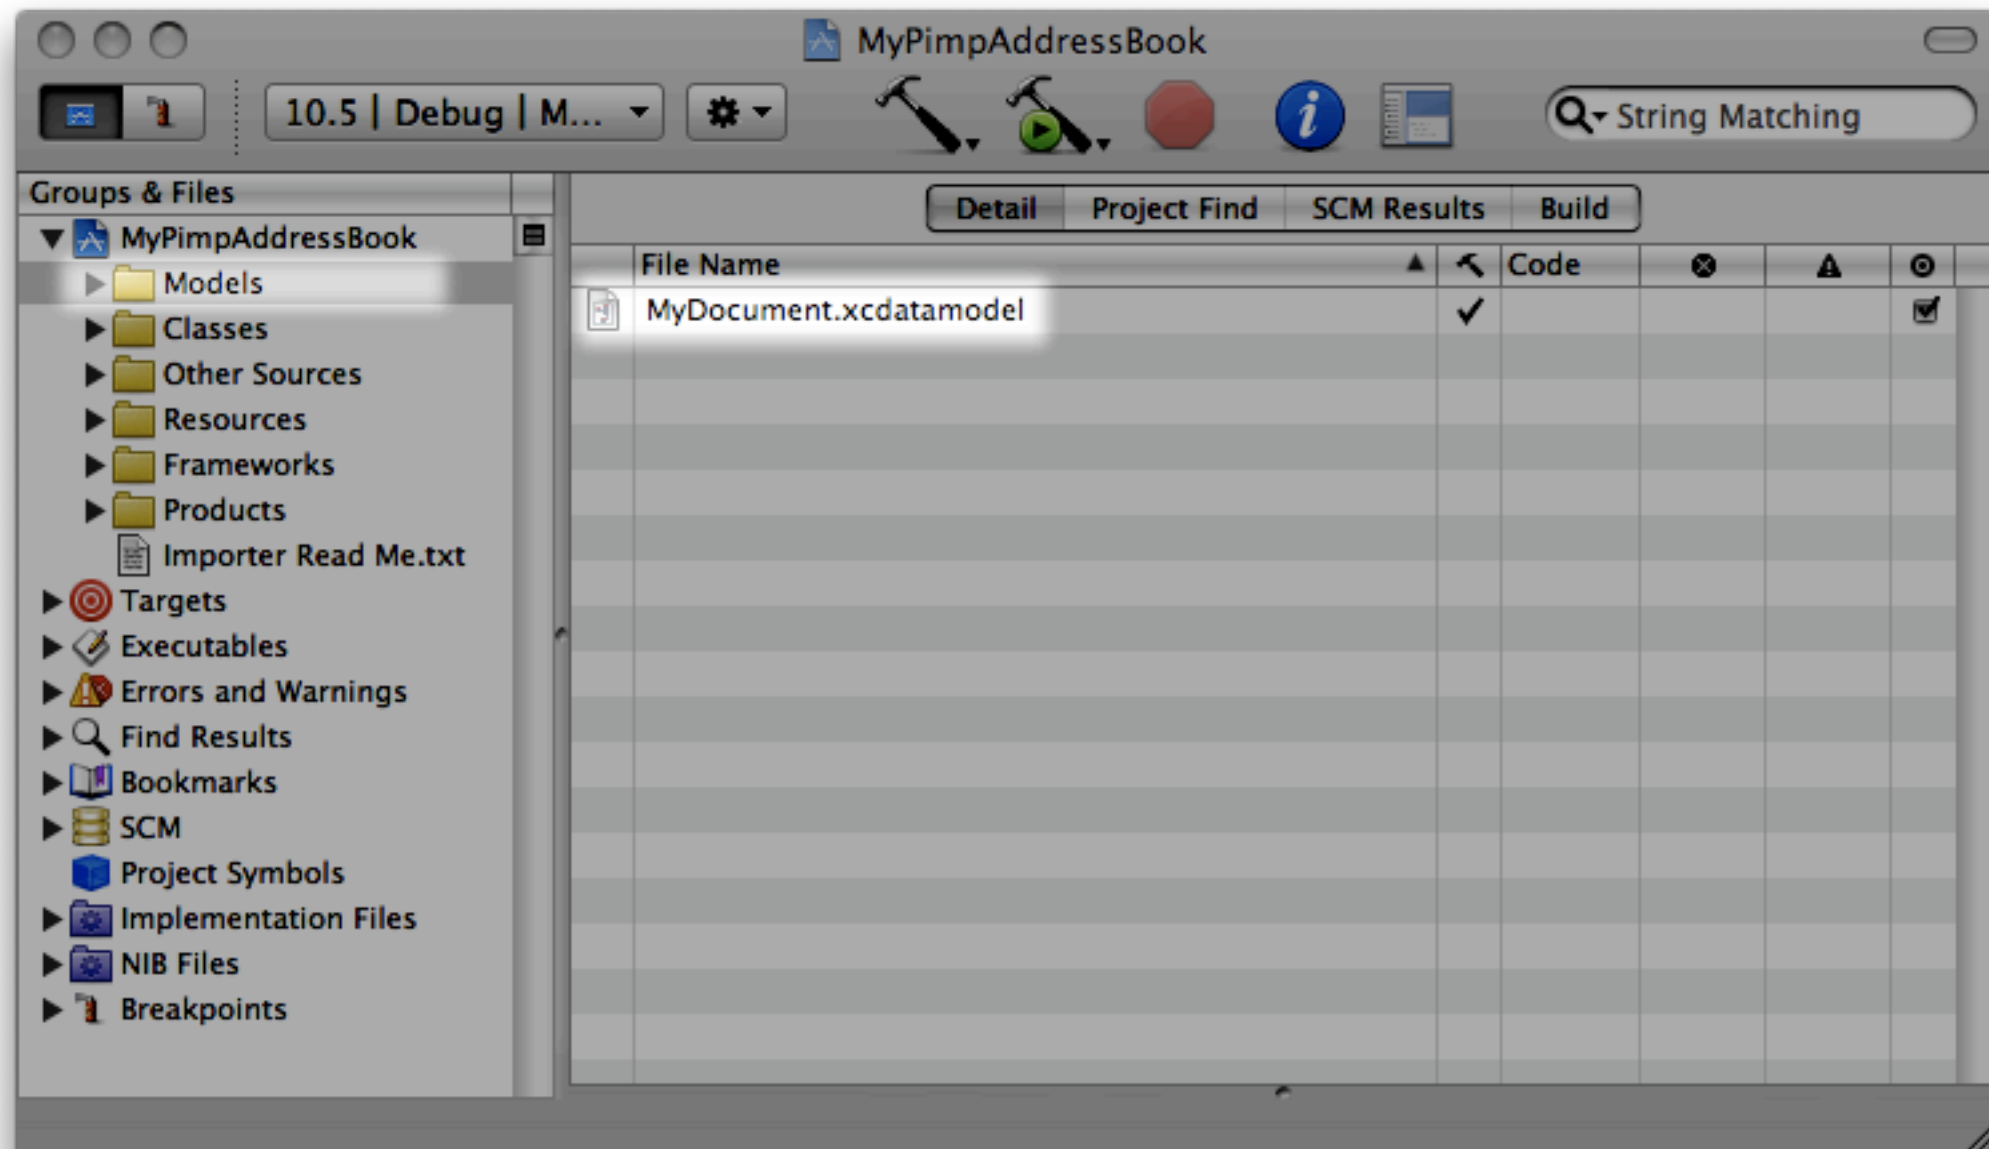 MyPimpAddressBook
10.5 | Debug | M...
String Matching
Groups & Files
Detail Project Find SCM Results Build
MyPimpAddressBook
File Name Code
Models
MyDocument.xcdatamodel
Classes
Other Sources
Resources
Frameworks
Products
Importer Read Me.txt
Targets
Executables
Errors and Warnings
Find Results
Bookmarks
SCM
Project Symbols
Implementation Files
NIB Files
Breakpoints